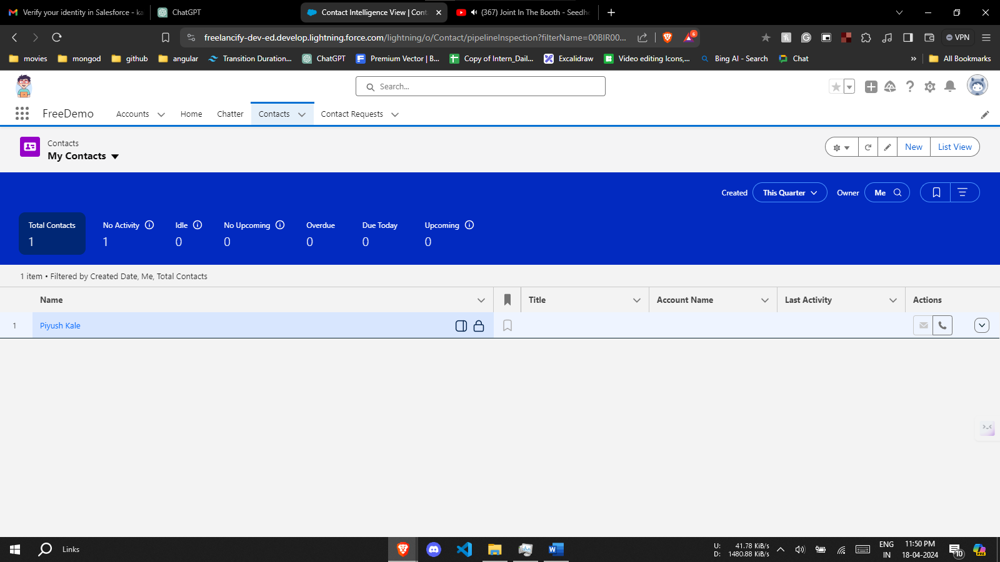 Verify your identity in Salesforce - ka
ChatGPT
Contact Intelligence View | Cont
(367) Joint In The Booth - Seedhe
freelancify-dev-ed.develop.lightning.force.com/lightning/o/Contact/pipelineInspection?filterName=00BIR00...
6
VPN
movies
mongod
github
angular
Transition Duration...
ChatGPT
Premium Vector | B...
Copy of Intern_Dail...
Excalidraw
Video editing Icons,...
Bing AI - Search
Chat
»
All Bookmarks
Search...
FreeDemo
Accounts
Home
Chatter
Contacts
Contact Requests
Contacts
My Contacts
New
List View
Created
This Quarter
Owner
Me
Total Contacts
1
No Activity
1
Idle
0
No Upcoming
0
Overdue
0
Due Today
0
Upcoming
0
1 item • Filtered by Created Date, Me, Total Contacts
Name
Title
Account Name
Last Activity
Actions
1
Piyush Kale
Links
U: 41.78 KiB/s
D: 1480.88 KiB/s
ENG
IN
11:50 PM
18-04-2024
10
PRE